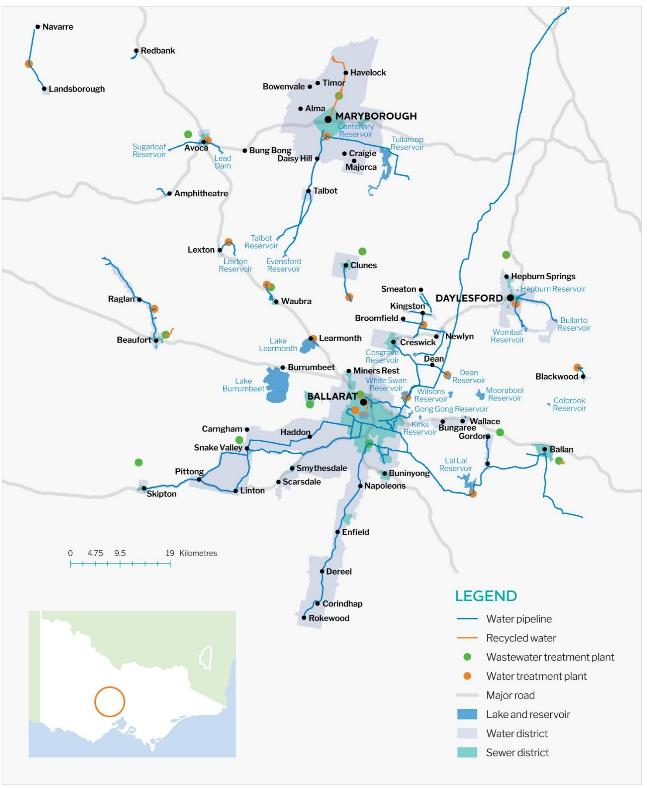 Navarre
Redbank
Landsborough
Havelock
Timor
Bowenvale
Alma
MARYBOROUGH
Centenary
Reservoir
Sugarloaf
Reservoir
Avoca
Lead
Dam
Bung Bong
Daisy Hill
Craigie
Majorca
Tullaroop
Reservoir
Amphitheatre
Talbot
Talbot
Reservoir
Lexton
Lexton
Reservoir
Evansford
Reservoir
Clunes
Raglan
Waubra
Beaufort
Smeaton
Kingston
Broomfield
Creswick
Newlyn
DAYLESFORD
Hepburn Springs
Hepburn Reservoir
Wombat
Reservoir
Bullarto
Reservoir
Lake
Learmonth
Learmonth
Cosgrave
Reservoir
Dean
Dean
Reservoir
Blackwood
Burrumbeet
Lake
Burrumbeet
Miners Rest
White Swan
Reservoir
BALLARAT
Wilsons
Reservoir
Moorabool
Reservoir
Colbrook
Reservoir
Gong Gong Reservoir
Kirks
Reservoir
Bungaree
Wallace
Gordon
Ballan
Carngham
Haddon
Snake Valley
Lal Lal
Reservoir
Pittong
Smythesdale
Scarsdale
Buninyong
Skipton
Linton
Napoleons
Enfield
Dereel
Corindhap
Rokewood
0 4.75 9.5 19 Kilometres
LEGEND
Water pipeline
Recycled water
Wastewater treatment plant
Water treatment plant
Major road
Lake and reservoir
Water district
Sewer district